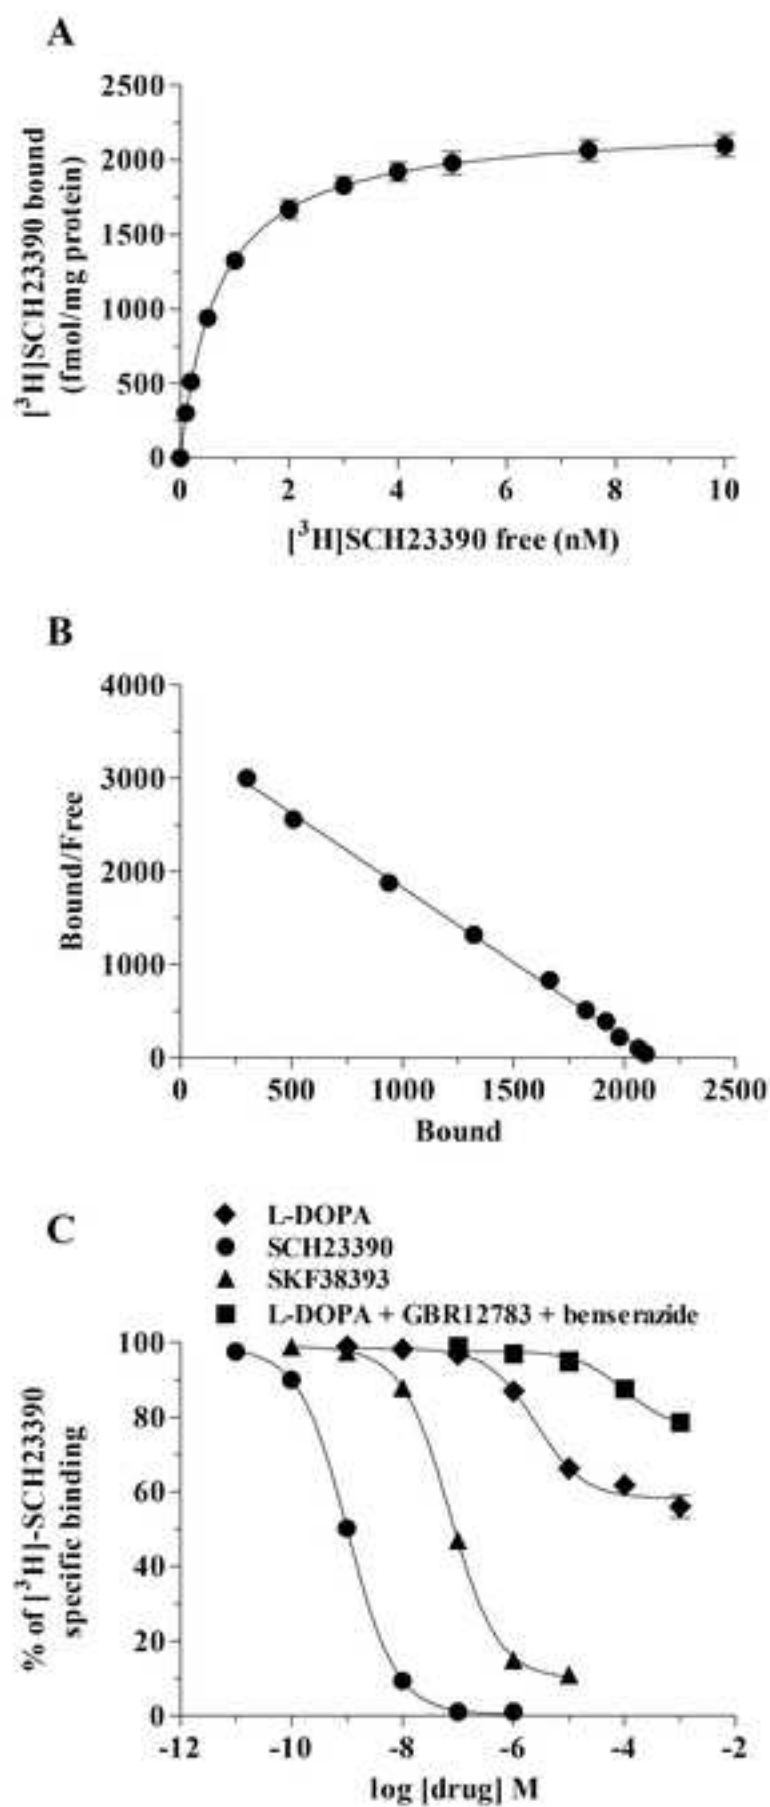 A
2500
2000
1500
1000
500
0
[³H]SCH23390 bound
(fmol/mg protein)
0 2 4 6 8 10
[³H]SCH23390 free (nM)
B
4000
3000
2000
1000
0
Bound/Free
0 500 1000 1500 2000 2500
Bound
C
L-DOPA
SCH23390
SKF38393
L-DOPA + GBR12783 + benserazide
100
80
60
40
20
0
% of [³H]-SCH23390
specific binding
-12 -10 -8 -6 -4 -2
log [drug] M